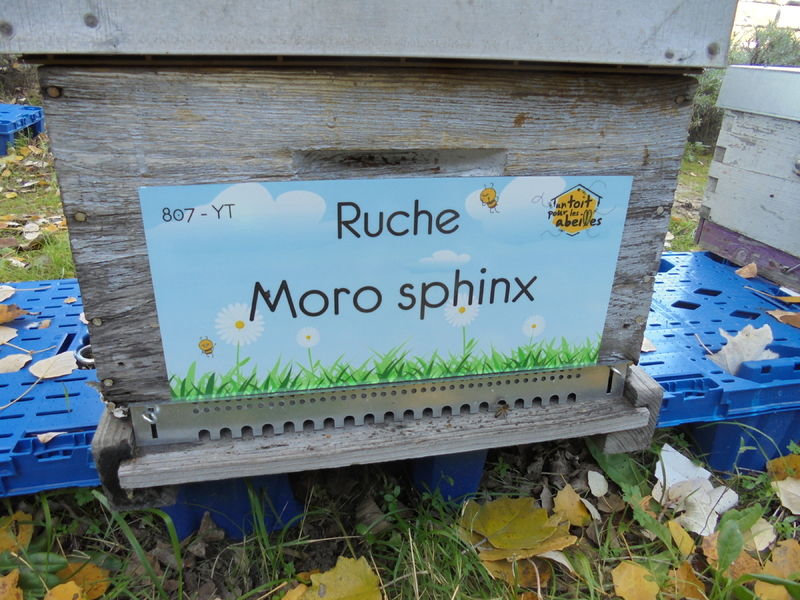 807 - YT
Ruche
un toit
pour les
abeilles
Moro sphinx